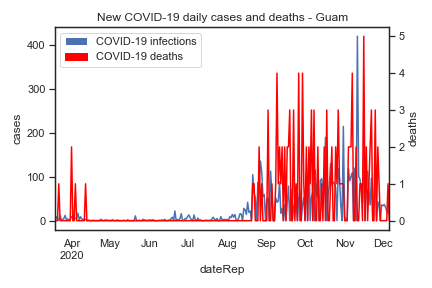 New COVID-19 daily cases and deaths - Guam
COVID-19 infections
COVID-19 deaths
400
300
200
100
0
cases
5
4
3
2
1
0
deaths
Apr May Jun Jul Aug Sep Oct Nov Dec
2020
dateRep